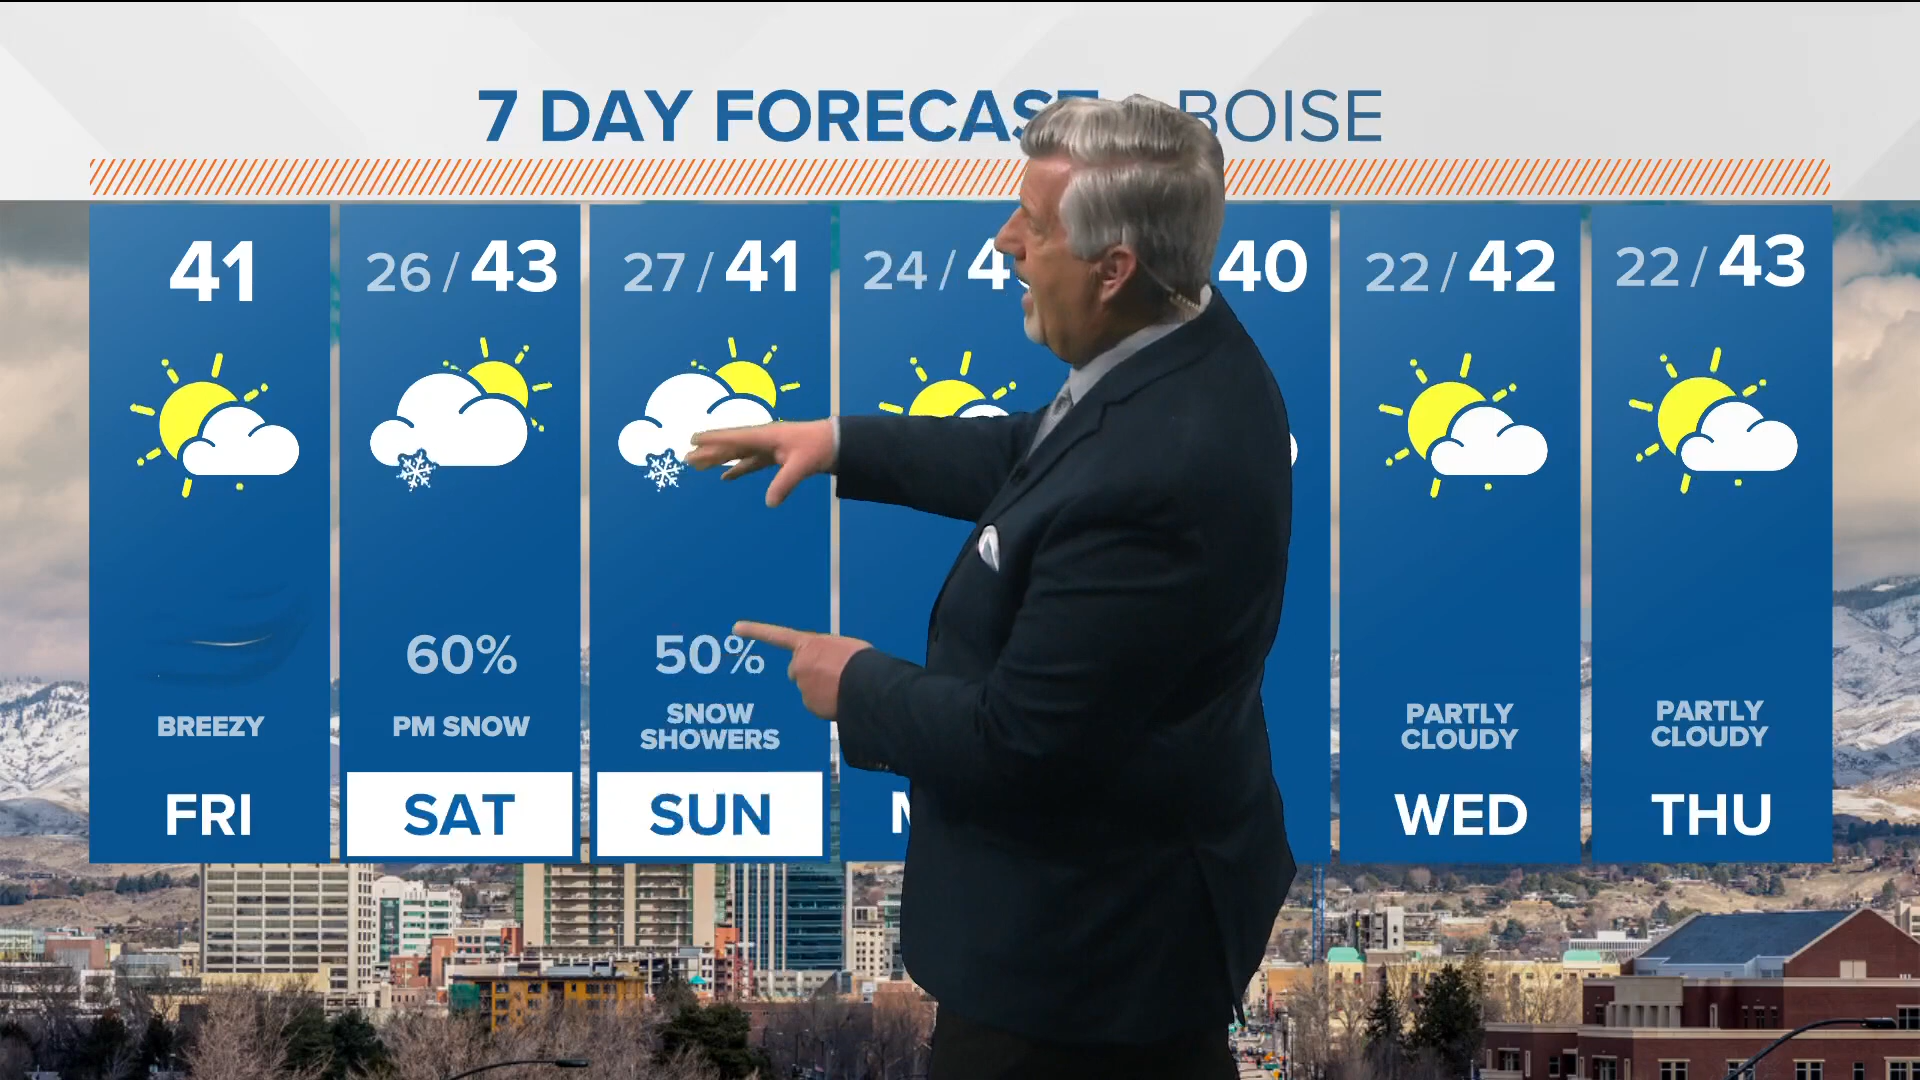 7 DAY FORECAST BOISE
41
26 / 43
27 / 41
24 / 4
40
22 / 42
22 / 43
60%
50%
BREEZY
PM SNOW
SNOW
SHOWERS
PARTLY
CLOUDY
PARTLY
CLOUDY
FRI
SAT
SUN
WED
THU